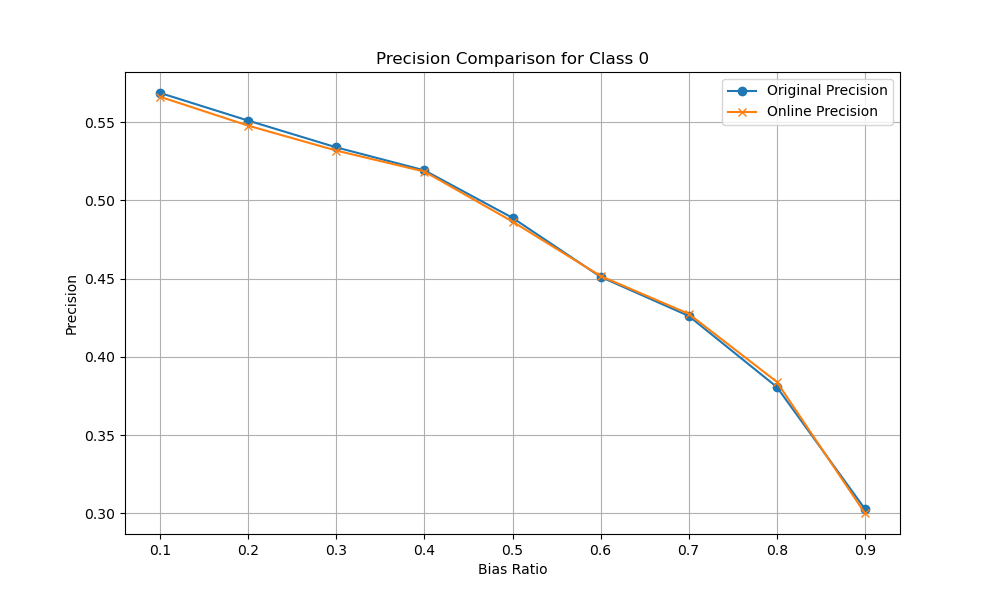 Precision Comparison for Class 0
Original Precision
Online Precision
Precision
0.55
0.50
0.45
0.40
0.35
0.30
0.1 0.2 0.3 0.4 0.5 0.6 0.7 0.8 0.9
Bias Ratio